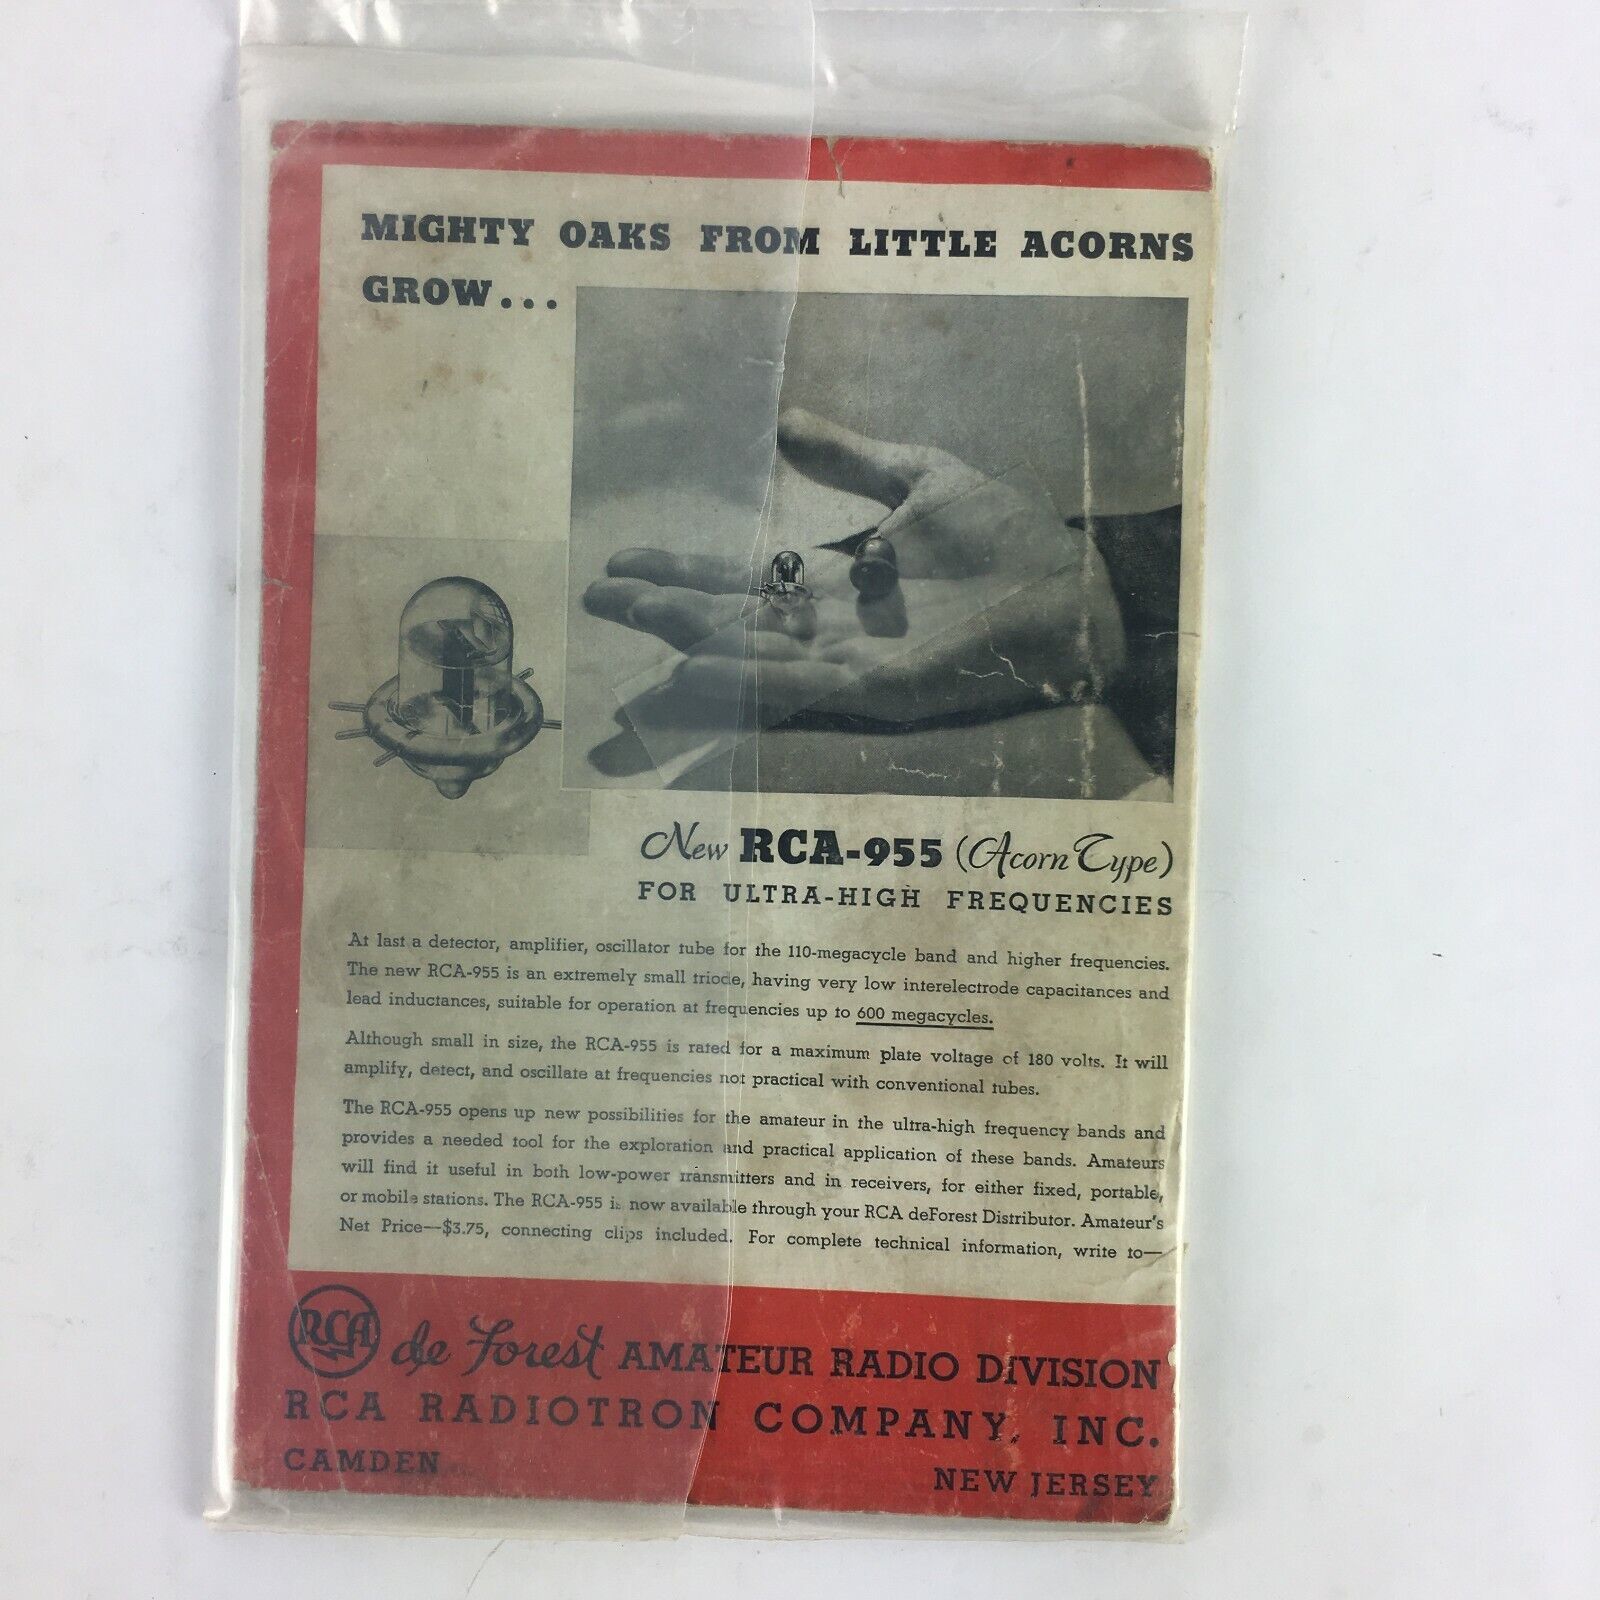 MIGHTY OAKS FROM LITTLE ACORNS
GROW...
New RCA-955 (Acorn Type)
FOR ULTRA-HIGH FREQUENCIES
At last a detector, amplifier, oscillator tube for the 110-megacycle band and higher frequencies.
The new RCA-955 is an extremely small triode, having very low interelectrode capacitances and
lead inductances, suitable for operation at frequencies up to 600 megacycles.
Although small in size, the RCA-955 is rated for a maximum plate voltage of 180 volts. It will
amplify, detect, and oscillate at frequencies not practical with conventional tubes.
The RCA-955 opens up new possibilities for the amateur in the ultra-high frequency bands and
provides a needed tool for the exploration and practical application of these bands. Amateurs
will find it useful in both low-power transmitters and in receivers, for either fixed, portable,
or mobile stations. The RCA-955 is now available through your RCA deForest Distributor. Amateur's
Net Price—$3.75, connecting clips included. For complete technical information, write to—
RCA de Forest AMATEUR RADIO DIVISION
RCA RADIOTRON COMPANY, INC.
CAMDEN NEW JERSEY